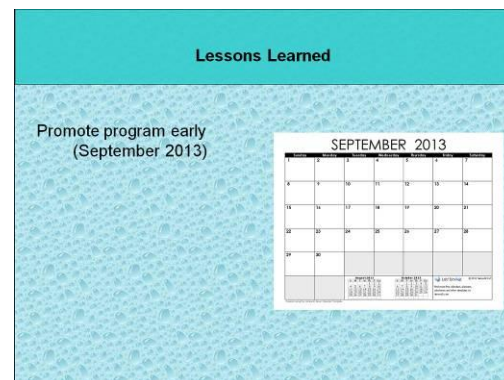 Lessons Learned
Promote program early
(September 2013)
SEPTEMBER 2013
Sunday Monday Tuesday Wednesday Thursday Friday Saturday
1 2 3 4 5 6 7
8 9 10 11 12 13 14
15 16 17 18 19 20 21
22 23 24 25 26 27 28
29 30